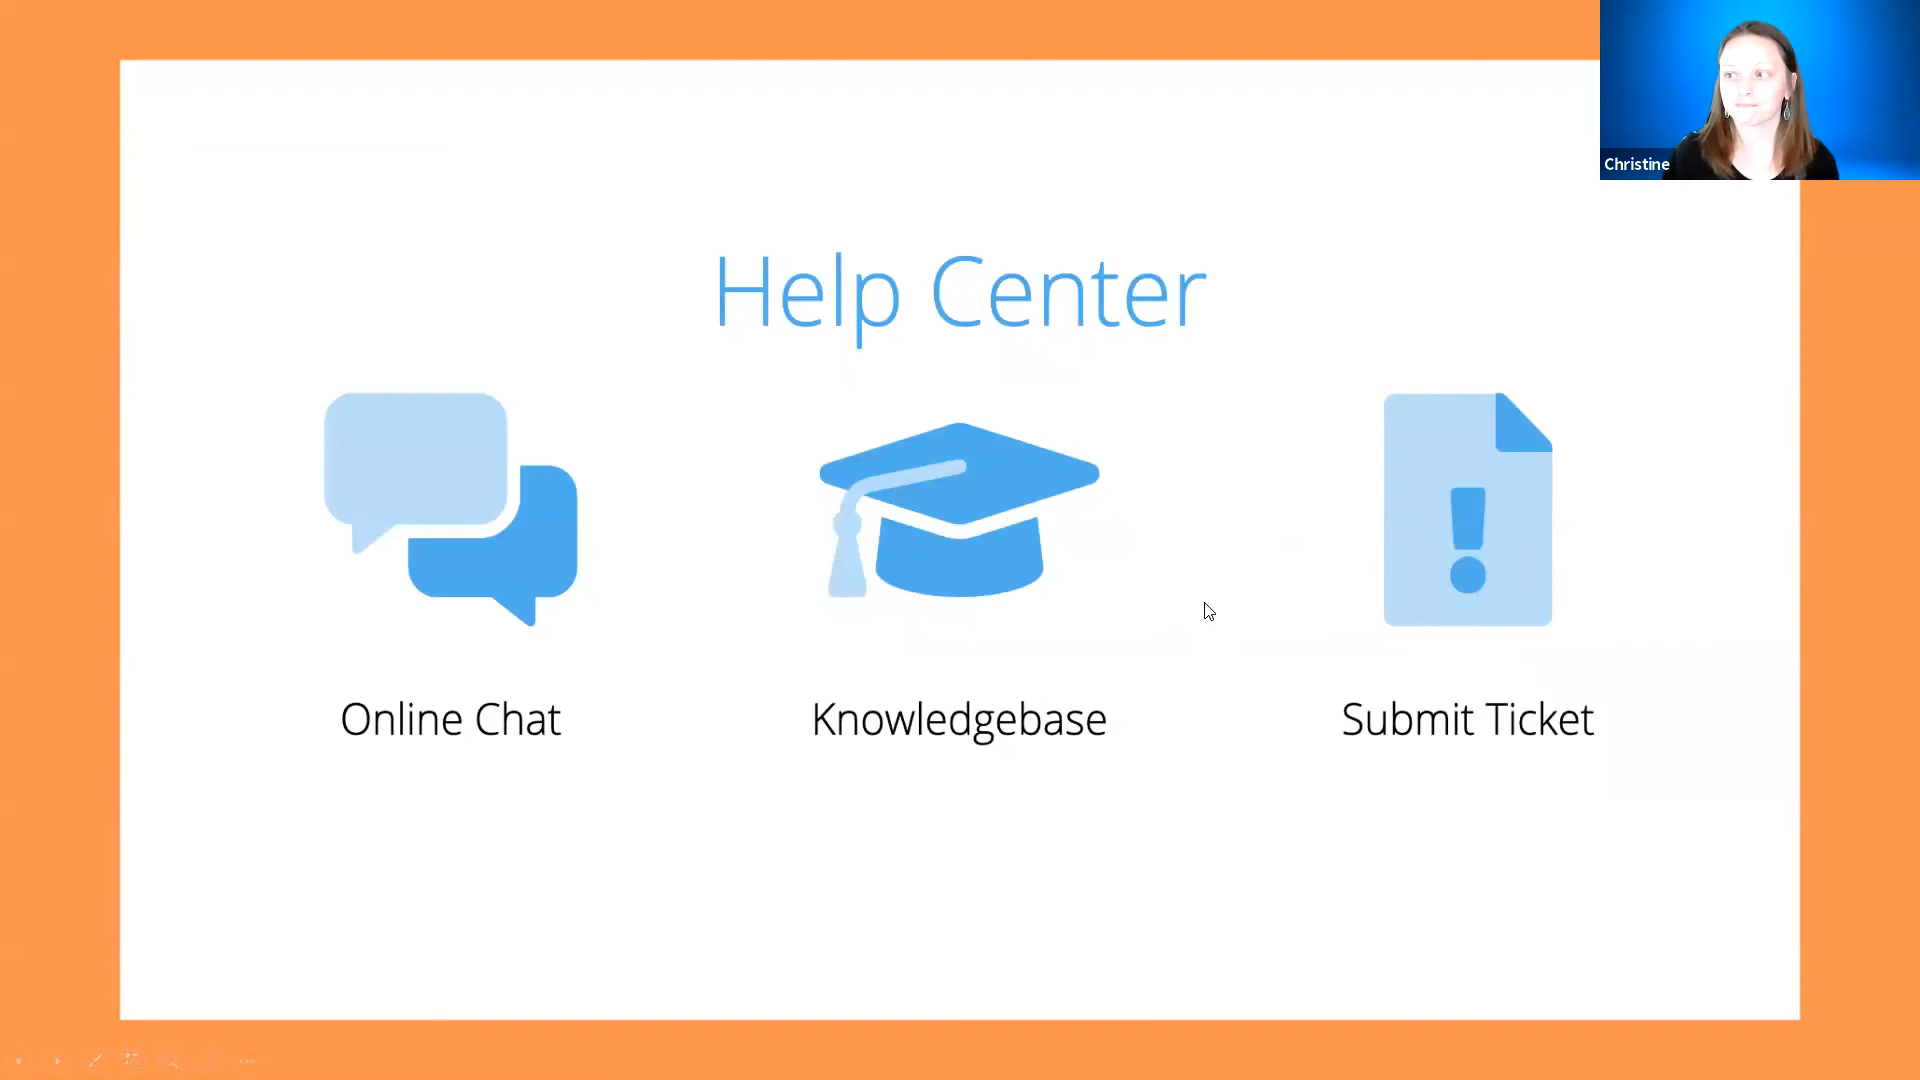 Christine
Help Center
Online Chat
Knowledgebase
Submit Ticket